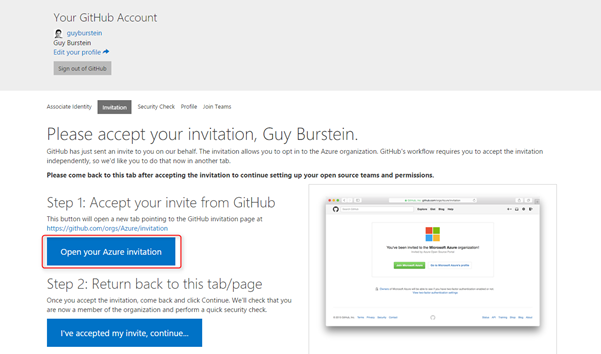 Your GitHub Account
guyburstein
Guy Burstein
Edit your profile
Sign out of GitHub
Associate Identity Invitation Security Check Profile Join Teams
Please accept your invitation, Guy Burstein.
GitHub has just sent an invite to you on our behalf. The invitation allows you to opt in to the Azure organization. GitHub's workflow requires you to accept the invitation
independently, so we'd like you to do that now in another tab.
Please come back to this tab after accepting the invitation to continue setting up your open source teams and permissions.
Step 1: Accept your invite from GitHub
This button will open a new tab pointing to the GitHub invitation page at
https://github.com/orgs/Azure/invitation
Open your Azure invitation
Step 2: Return back to this tab/page
Once you accept the invitation, come back and click Continue. We'll check that you
are now a member of the organization and perform a quick security check.
I've accepted my invite, continue...
You've been invited to the Microsoft Azure organization!